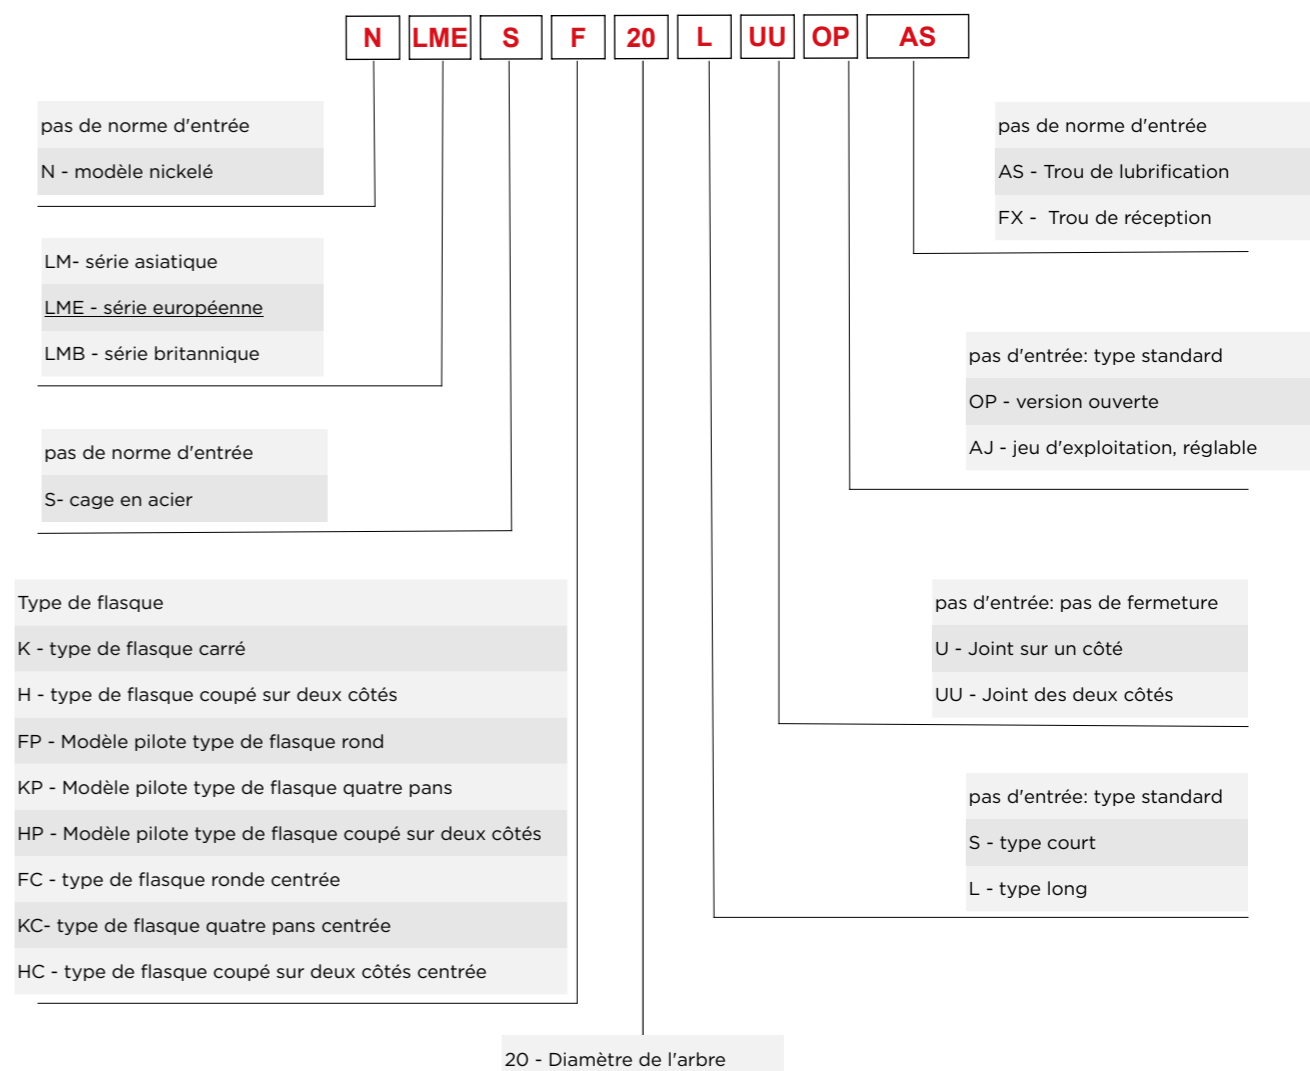 N LME S F 20 L UU OP AS
pas de norme d'entrée
N - modèle nickelé
LM- série asiatique
LME - série européenne
LMB - série britannique
pas de norme d'entrée
S- cage en acier
Type de flasque
K - type de flasque carré
H - type de flasque coupé sur deux côtés
FP - Modèle pilote type de flasque rond
KP - Modèle pilote type de flasque quatre pans
HP - Modèle pilote type de flasque coupé sur deux côtés
FC - type de flasque ronde centrée
KC- type de flasque quatre pans centrée
HC - type de flasque coupé sur deux côtés centrée
20 - Diamètre de l'arbre
pas de norme d'entrée
AS - Trou de lubrification
FX - Trou de réception
pas d'entrée: type standard
OP - version ouverte
AJ - jeu d'exploitation, réglable
pas d'entrée: pas de fermeture
U - Joint sur un côté
UU - Joint des deux côtés
pas d'entrée: type standard
S - type court
L - type long